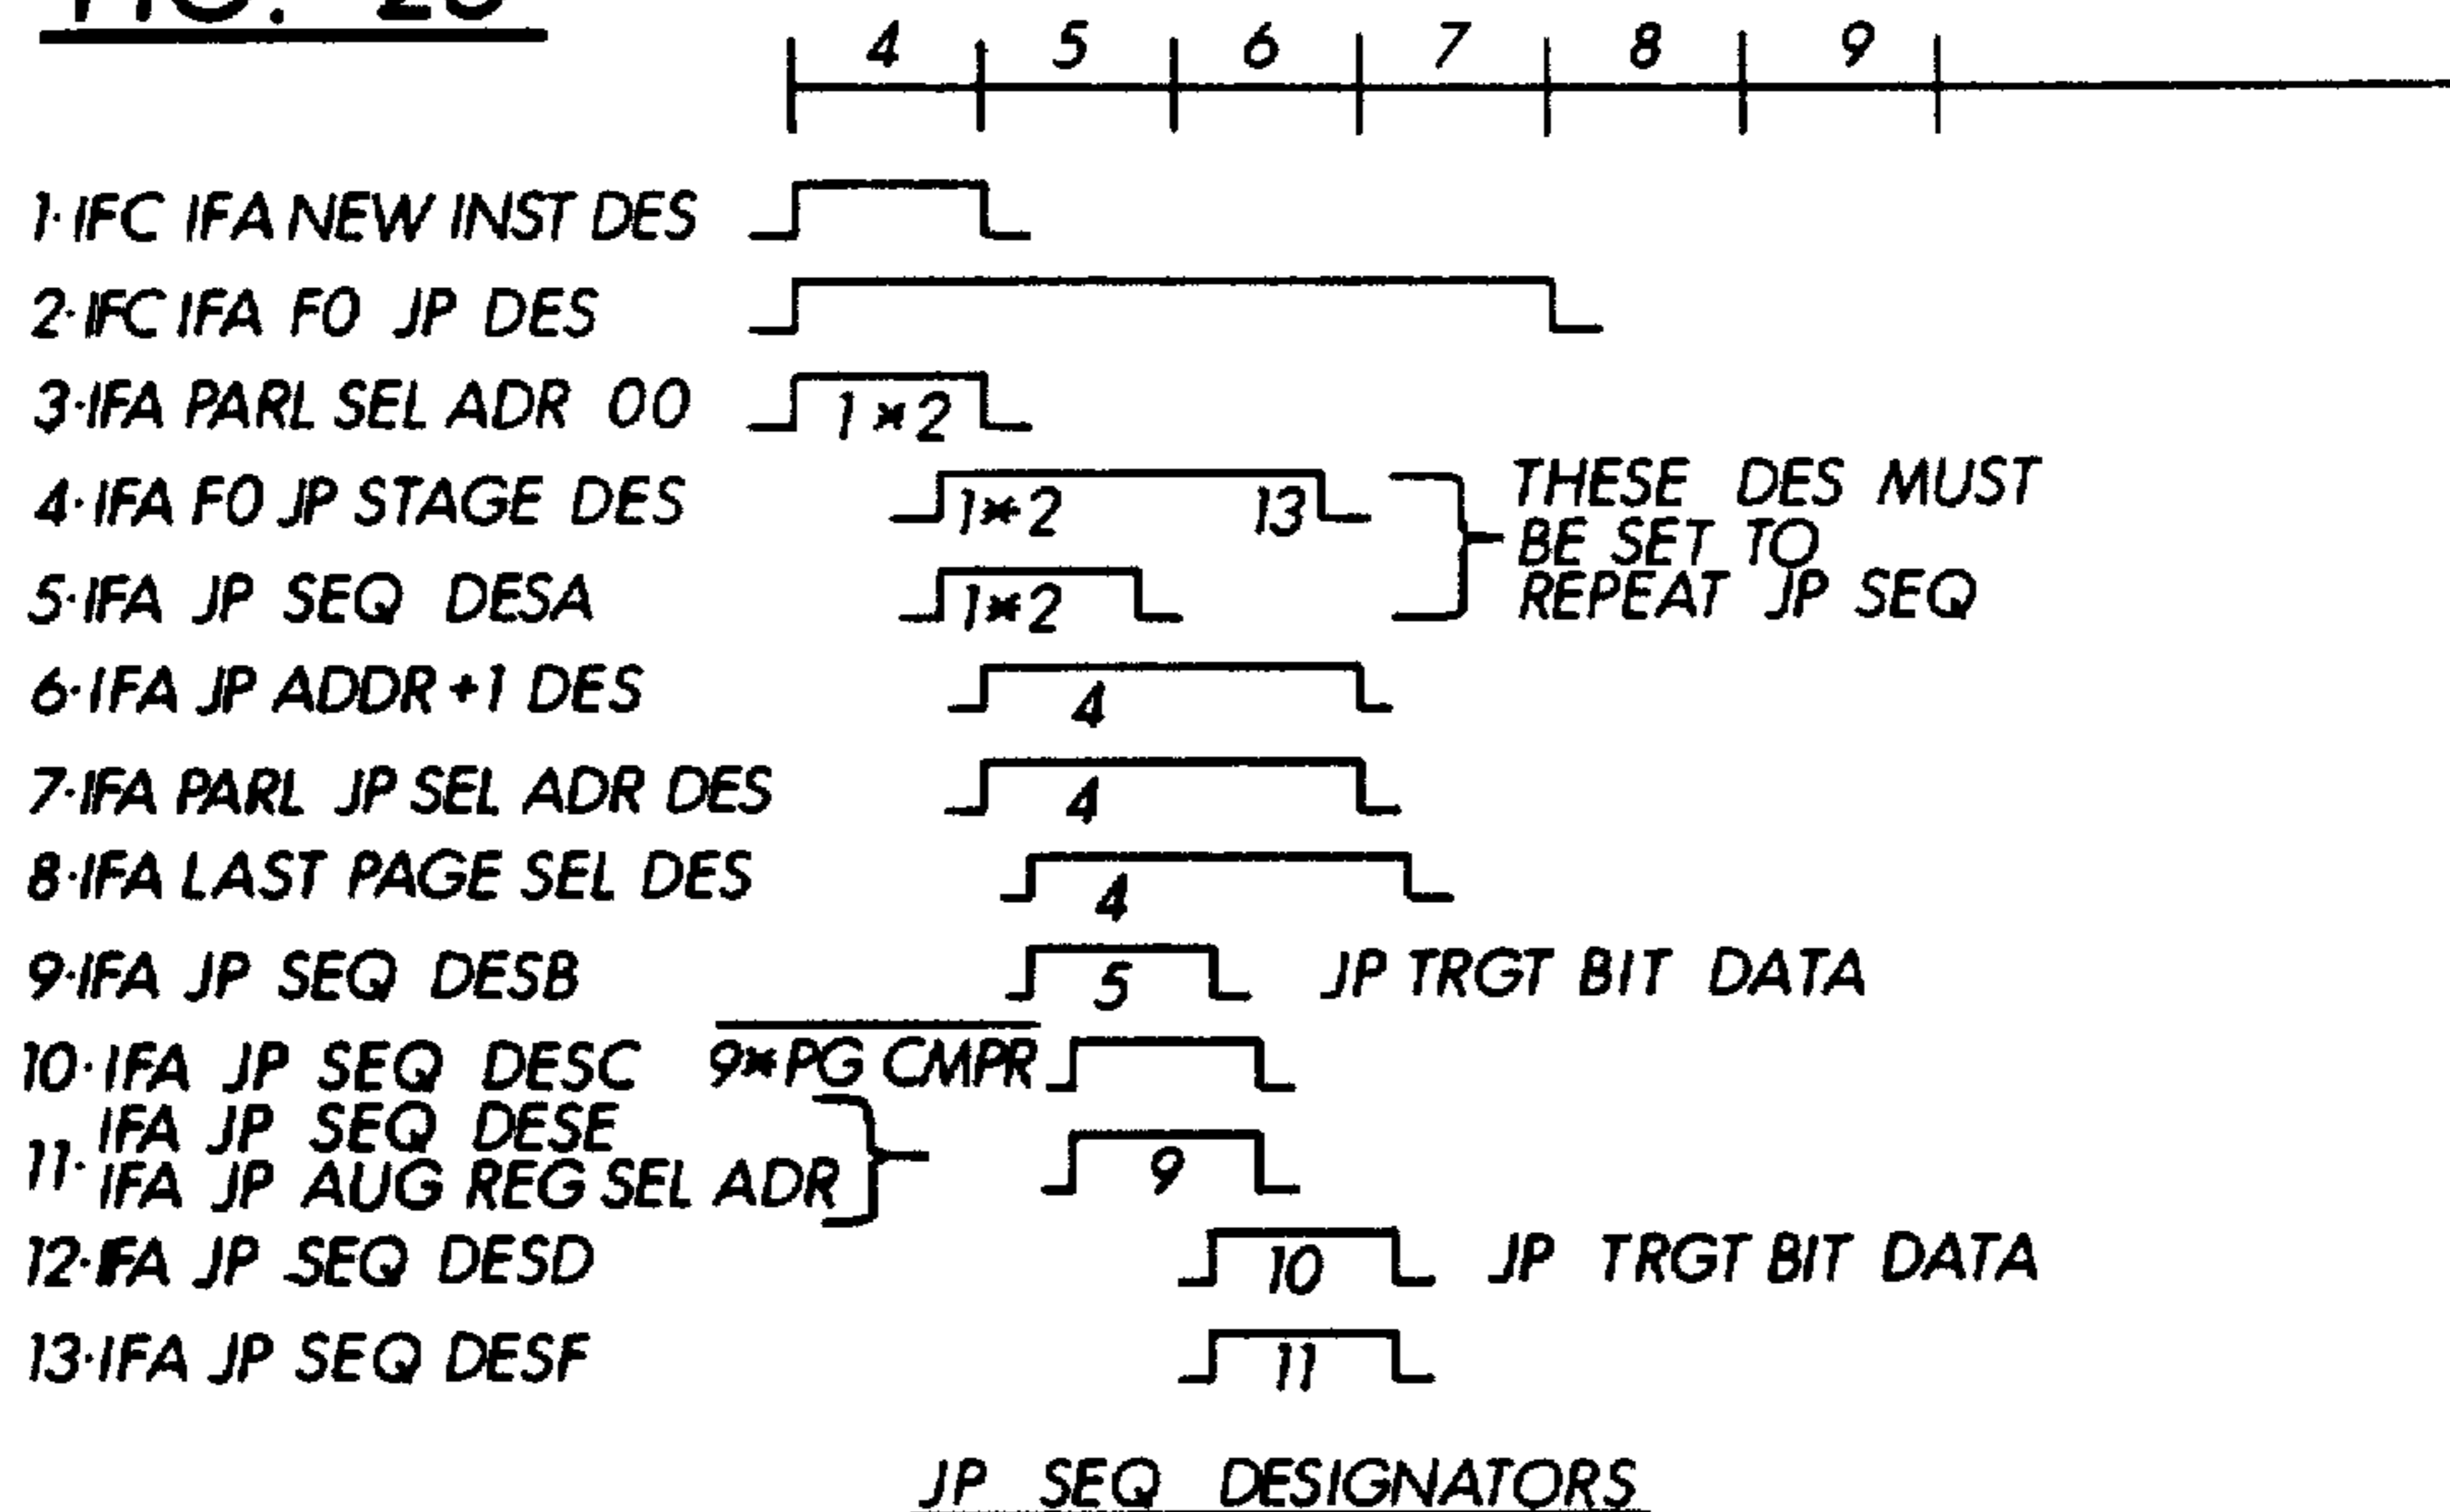 4 5 6 7 8 9
1·IFC IFA NEW INST DES
2·IFC IFA FO JP DES
3·IFA PARL SEL ADR 00 1*2
4·IFA FO JP STAGE DES 1*2 13
THESE DES MUST
BE SET TO
REPEAT JP SEQ
5·IFA JP SEQ DESA 1*2
6·IFA JP ADDR+1 DES 4
7·IFA PARL JP SEL ADR DES 4
8·IFA LAST PAGE SEL DES 4
9·IFA JP SEQ DESB 5 JP TRGT BIT DATA
10·IFA JP SEQ DESC 9*PG CMPR
11· IFA JP SEQ DESE
IFA JP AUG REG SEL ADR 9
12·IFA JP SEQ DESD 10 JP TRGT BIT DATA
13·IFA JP SEQ DESF 11
JP SEQ DESIGNATORS